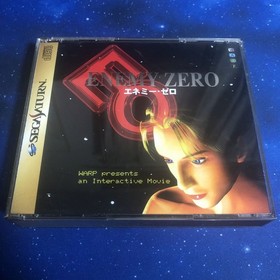 ENEMY ZERO
エネミー・ゼロ
SEGA SATURN
WARP presents
an Interactive Movie